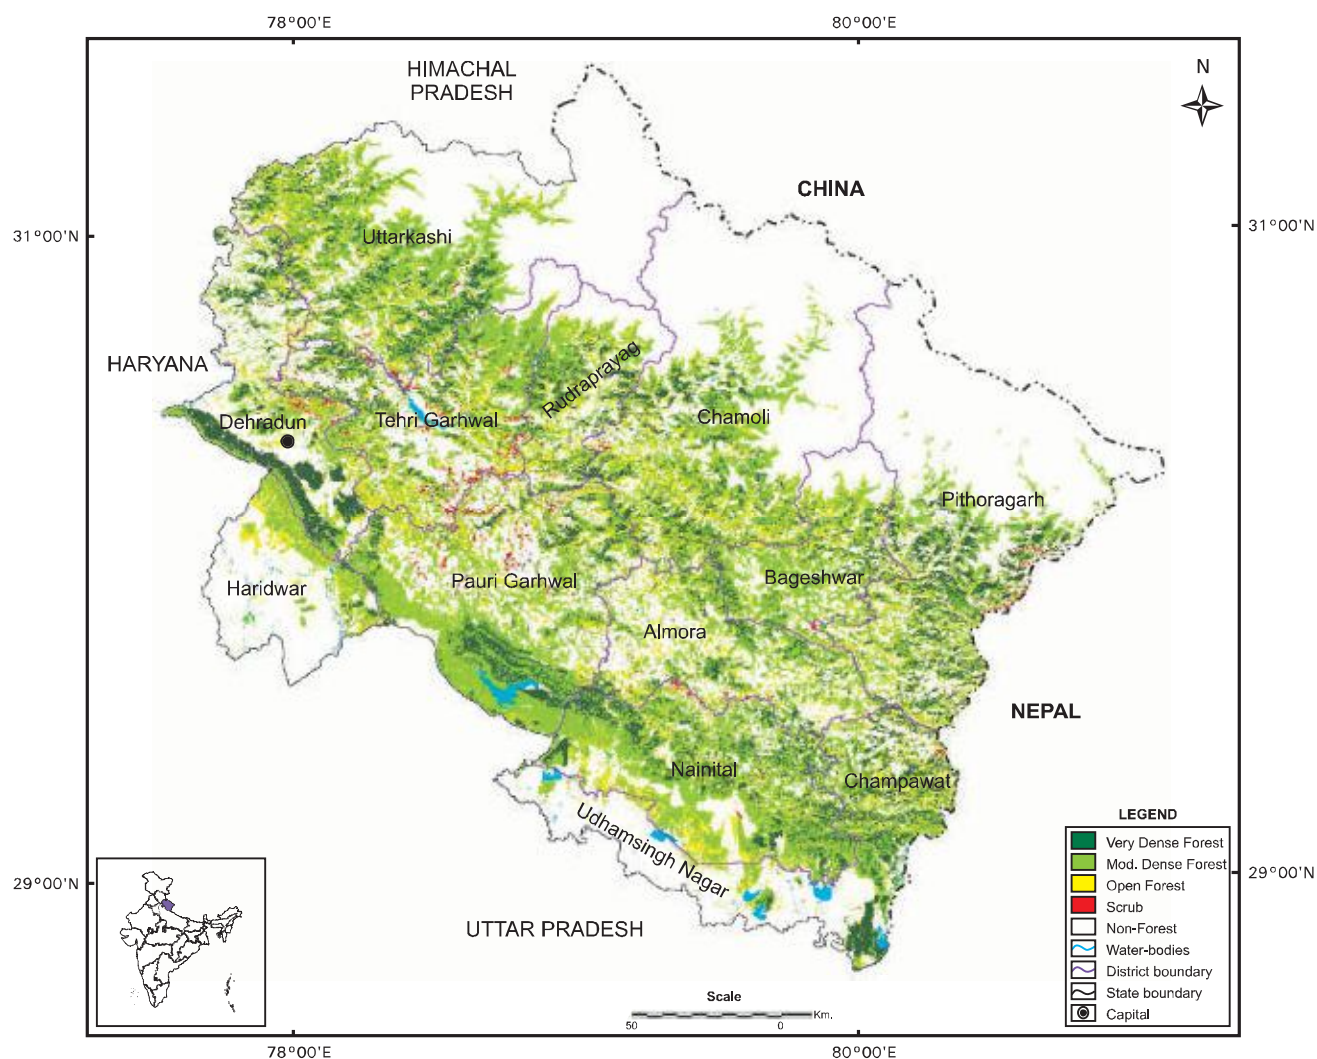 78°00'E
80°00'E
HIMACHAL
PRADESH
N
CHINA
31°00'N
31°00'N
Uttarkashi
HARYANA
Rudraprayag
Dehradun
Tehri Garhwal
Chamoli
Pithoragarh
Haridwar
Pauri Garhwal
Bageshwar
Almora
NEPAL
Nainital
Champawat
Udhamsingh Nagar
LEGEND
Very Dense Forest
Mod. Dense Forest
Open Forest
Scrub
Non-Forest
Water-bodies
District boundary
State boundary
Capital
29°00'N
29°00'N
UTTAR PRADESH
Scale
Km.
50
0
78°00'E
80°00'E